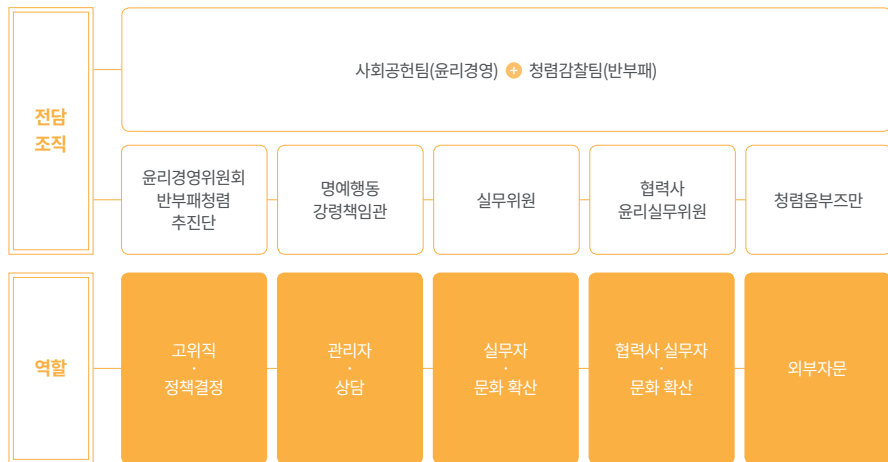 전담
조직
사회공헌팀(윤리경영) + 청렴감찰팀(반부패)
윤리경영위원회
반부패청렴
추진단
명예행동
강령책임관
실무위원
협력사
윤리실무위원
청렴옴부즈만
역할
고위직
·
정책결정
관리자
·
상담
실무자
·
문화 확산
협력사 실무자
·
문화 확산
외부자문